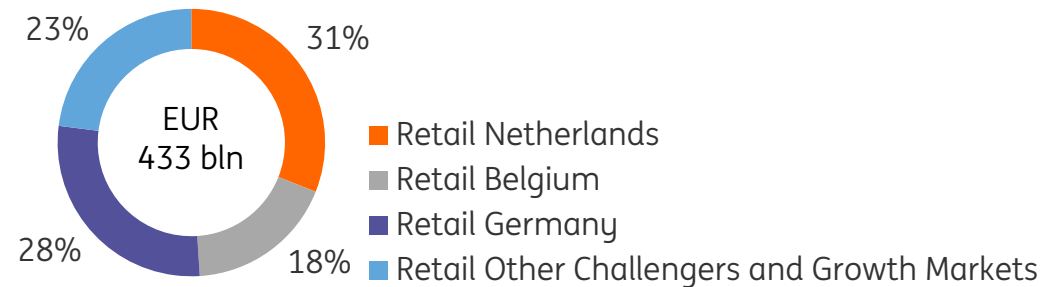 23%
31%
EUR
433 bln
Retail Netherlands
Retail Belgium
Retail Germany
28%
18%
Retail Other Challengers and Growth Markets